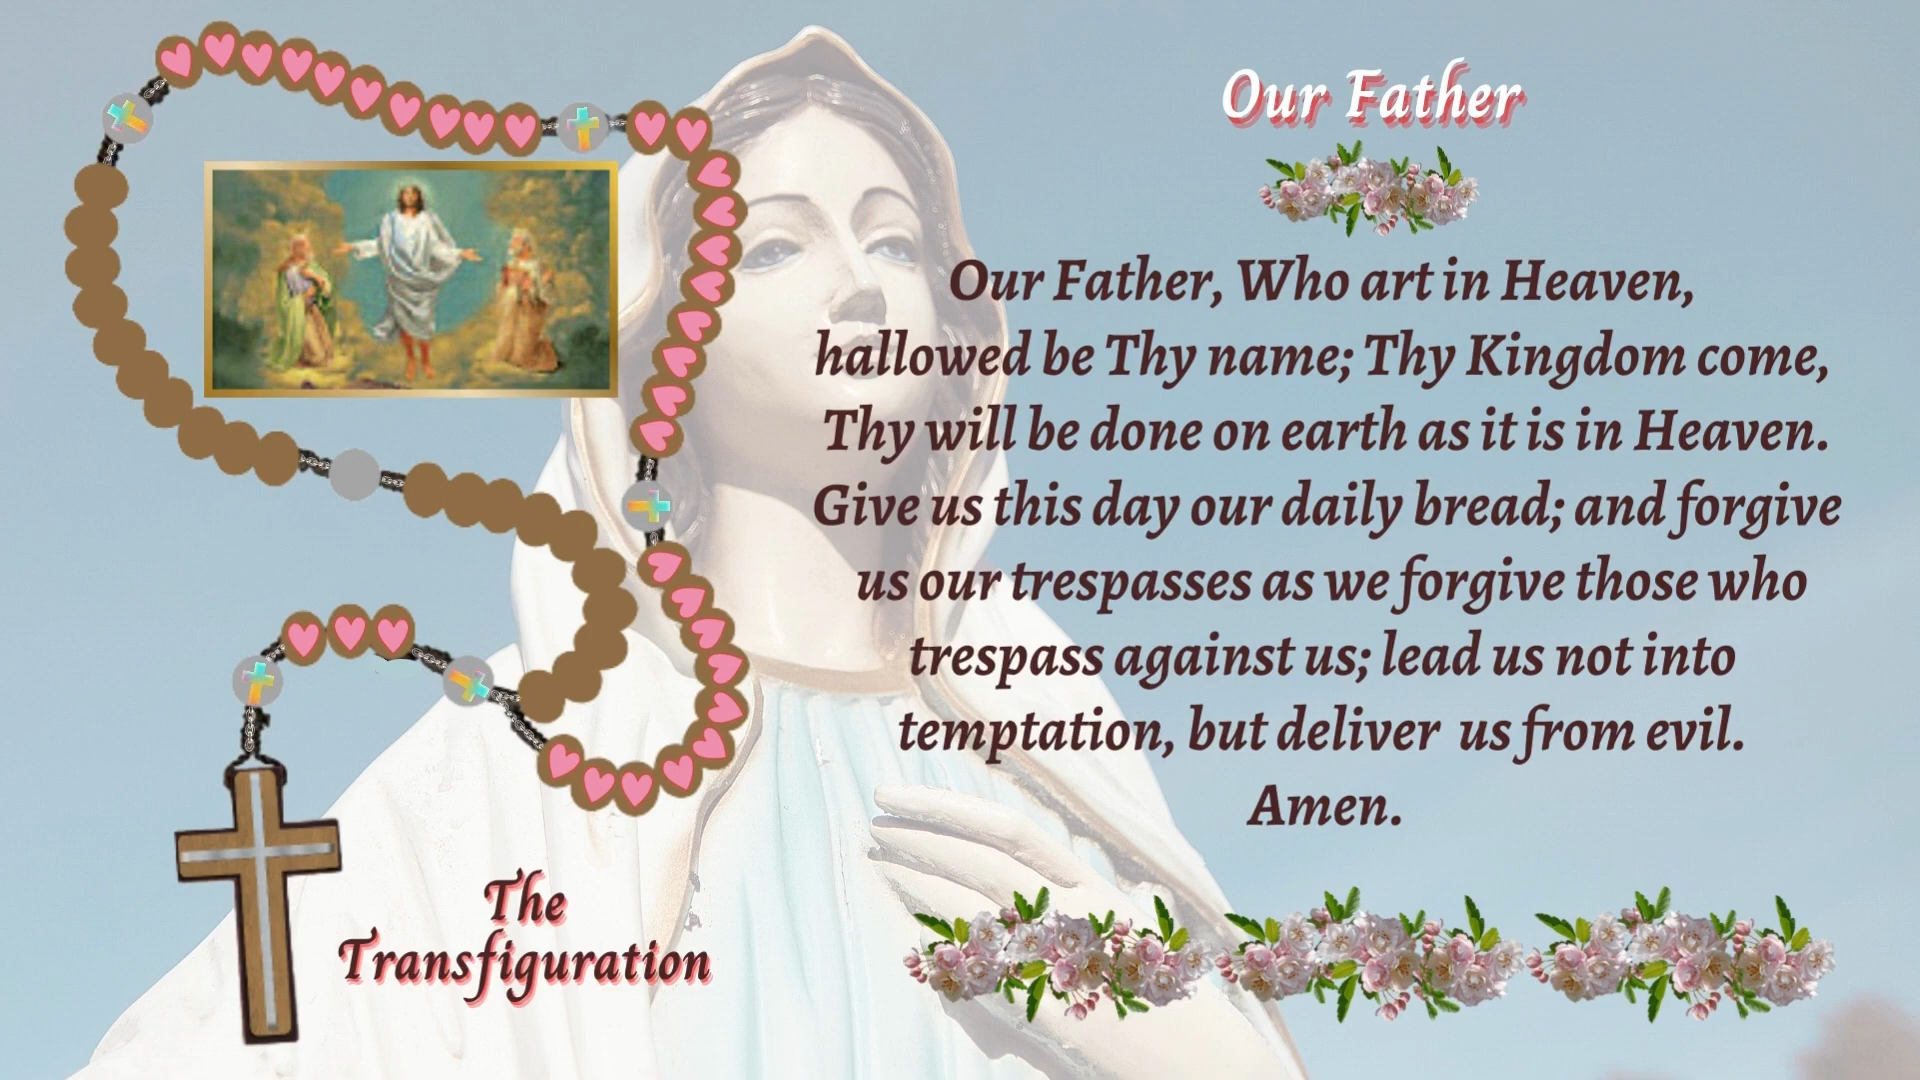 Our Father
Our Father, Who art in Heaven,
hallowed be Thy name; Thy Kingdom come,
Thy will be done on earth as it is in Heaven.
Give us this day our daily bread; and forgive
us our trespasses as we forgive those who
trespass against us; lead us not into
temptation, but deliver us from evil.
Amen.
The
Transfiguration